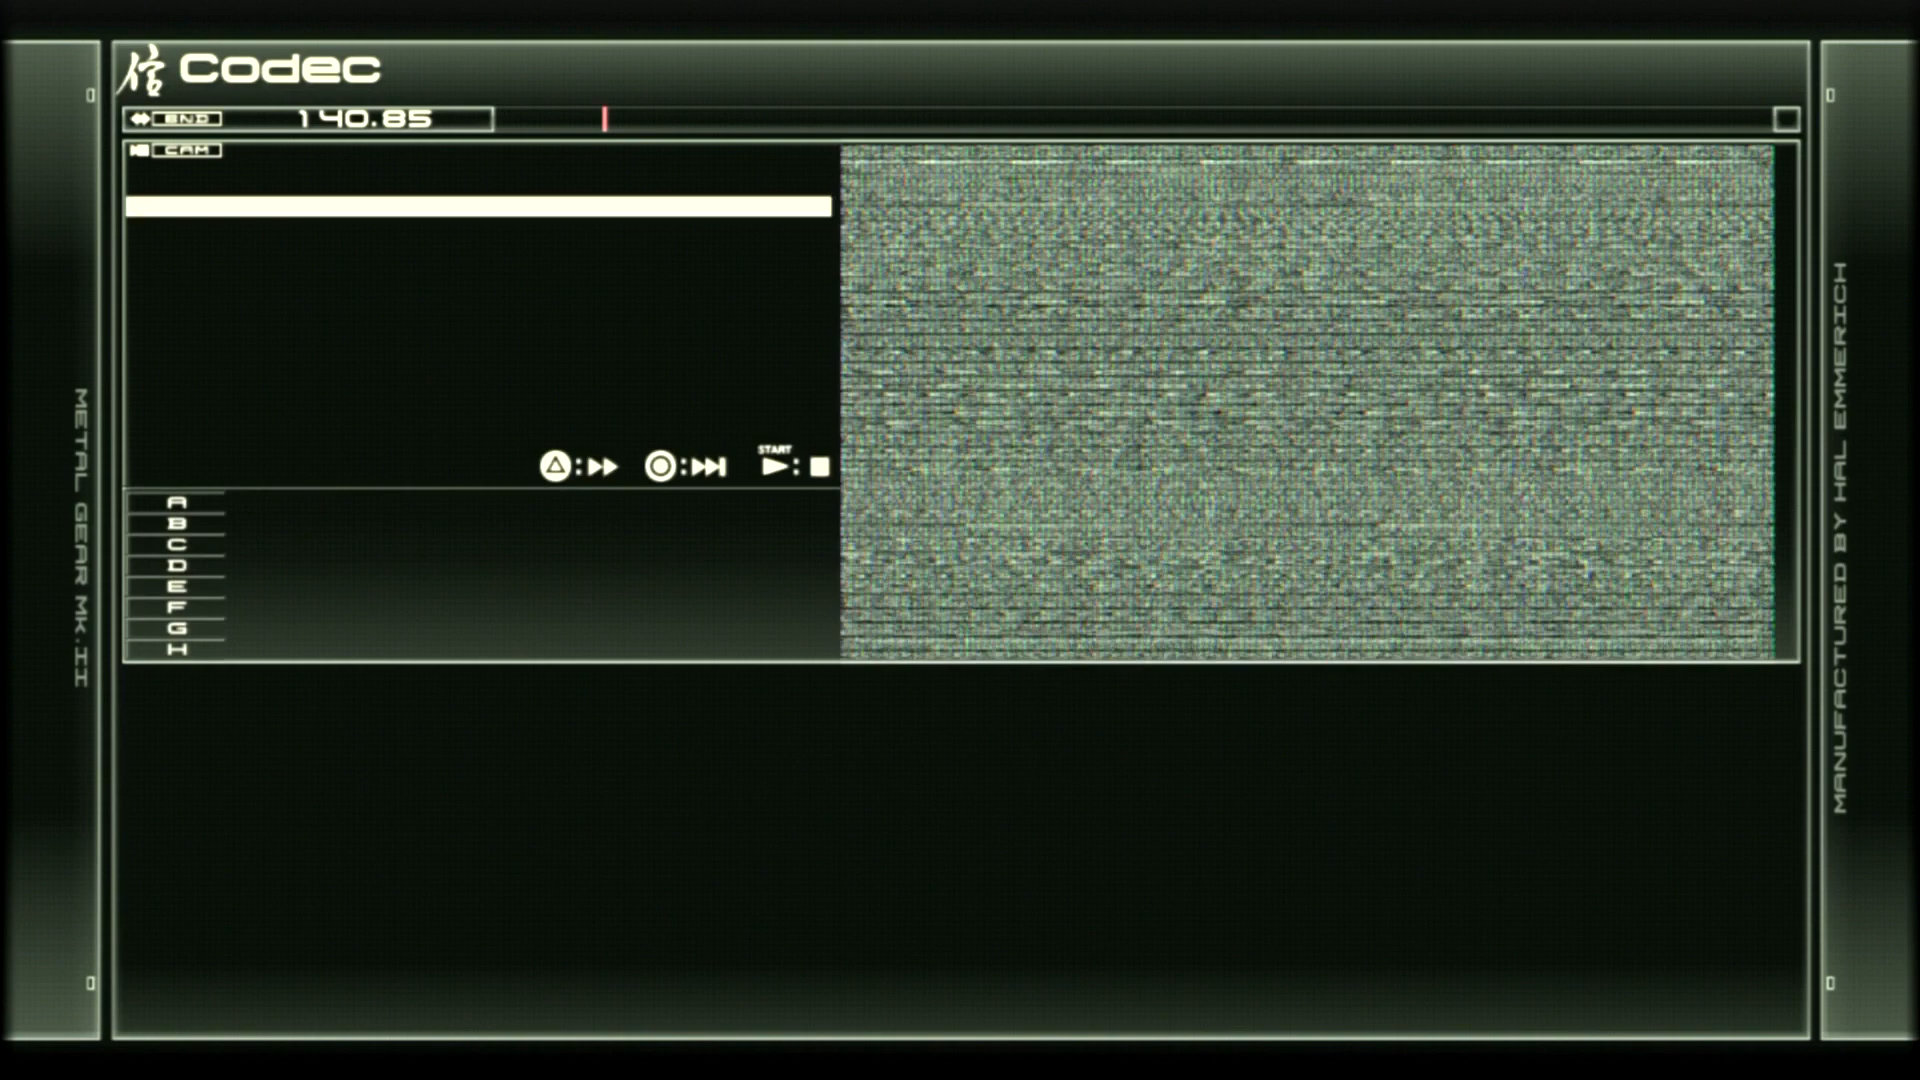 信 Codec
END 140.85
CAM
START
A
B
C
D
E
F
G
H
METAL GEAR MK.II
MANUFACTURED BY HAL EMMERICH